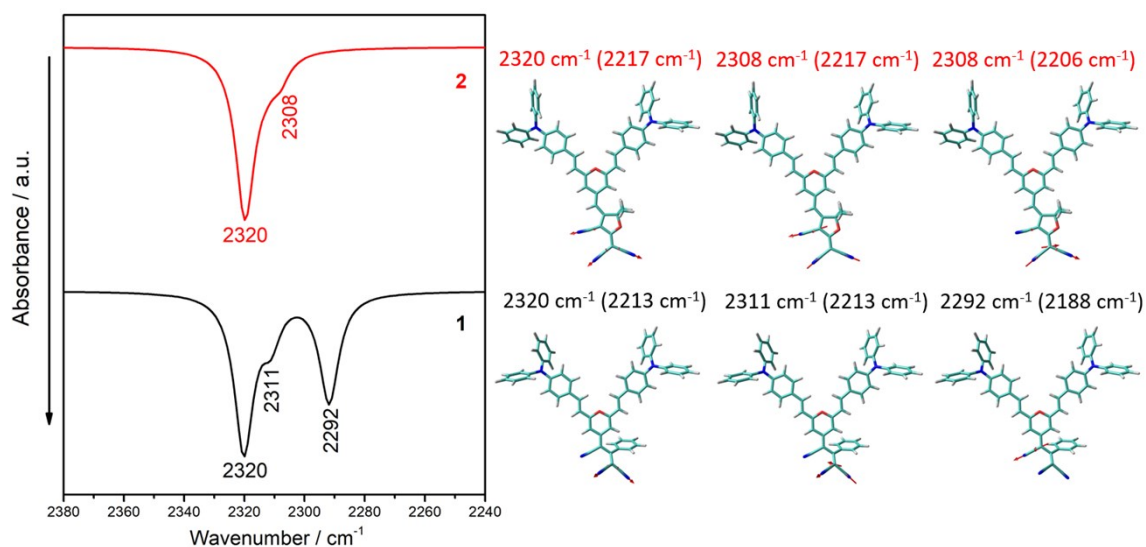 2320 cm⁻¹ (2217 cm⁻¹) 2308 cm⁻¹ (2217 cm⁻¹) 2308 cm⁻¹ (2206 cm⁻¹)
2
2308
2320
2320 cm⁻¹ (2213 cm⁻¹) 2311 cm⁻¹ (2213 cm⁻¹) 2292 cm⁻¹ (2188 cm⁻¹)
1
2311
2292
2320
Absorbance / a.u.
2380 2360 2340 2320 2300 2280 2260 2240
Wavenumber / cm⁻¹